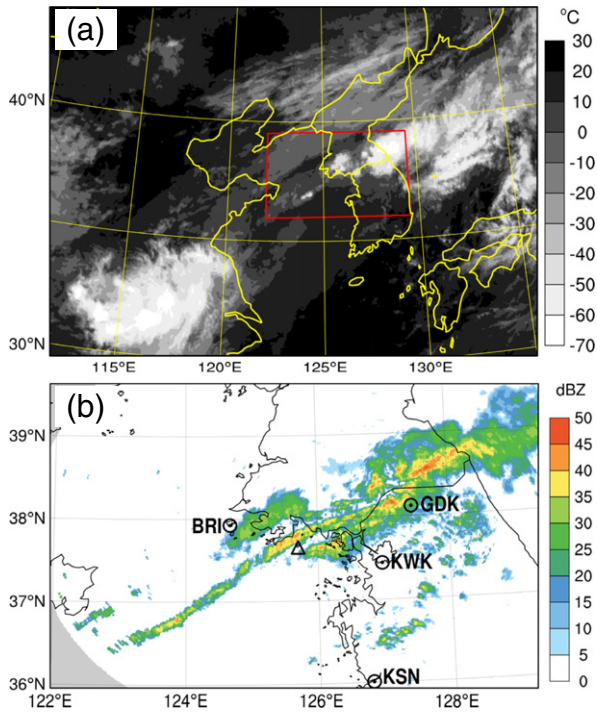 (a)
°C
30
20
10
0
-10
-20
-30
-40
-50
-60
-70
40°N
30°N
115°E
120°E
125°E
130°E
(b)
dBZ
50
45
40
35
30
25
20
15
10
5
0
39°N
38°N
37°N
36°N
BRI
GDK
KWK
KSN
122°E
124°E
126°E
128°E